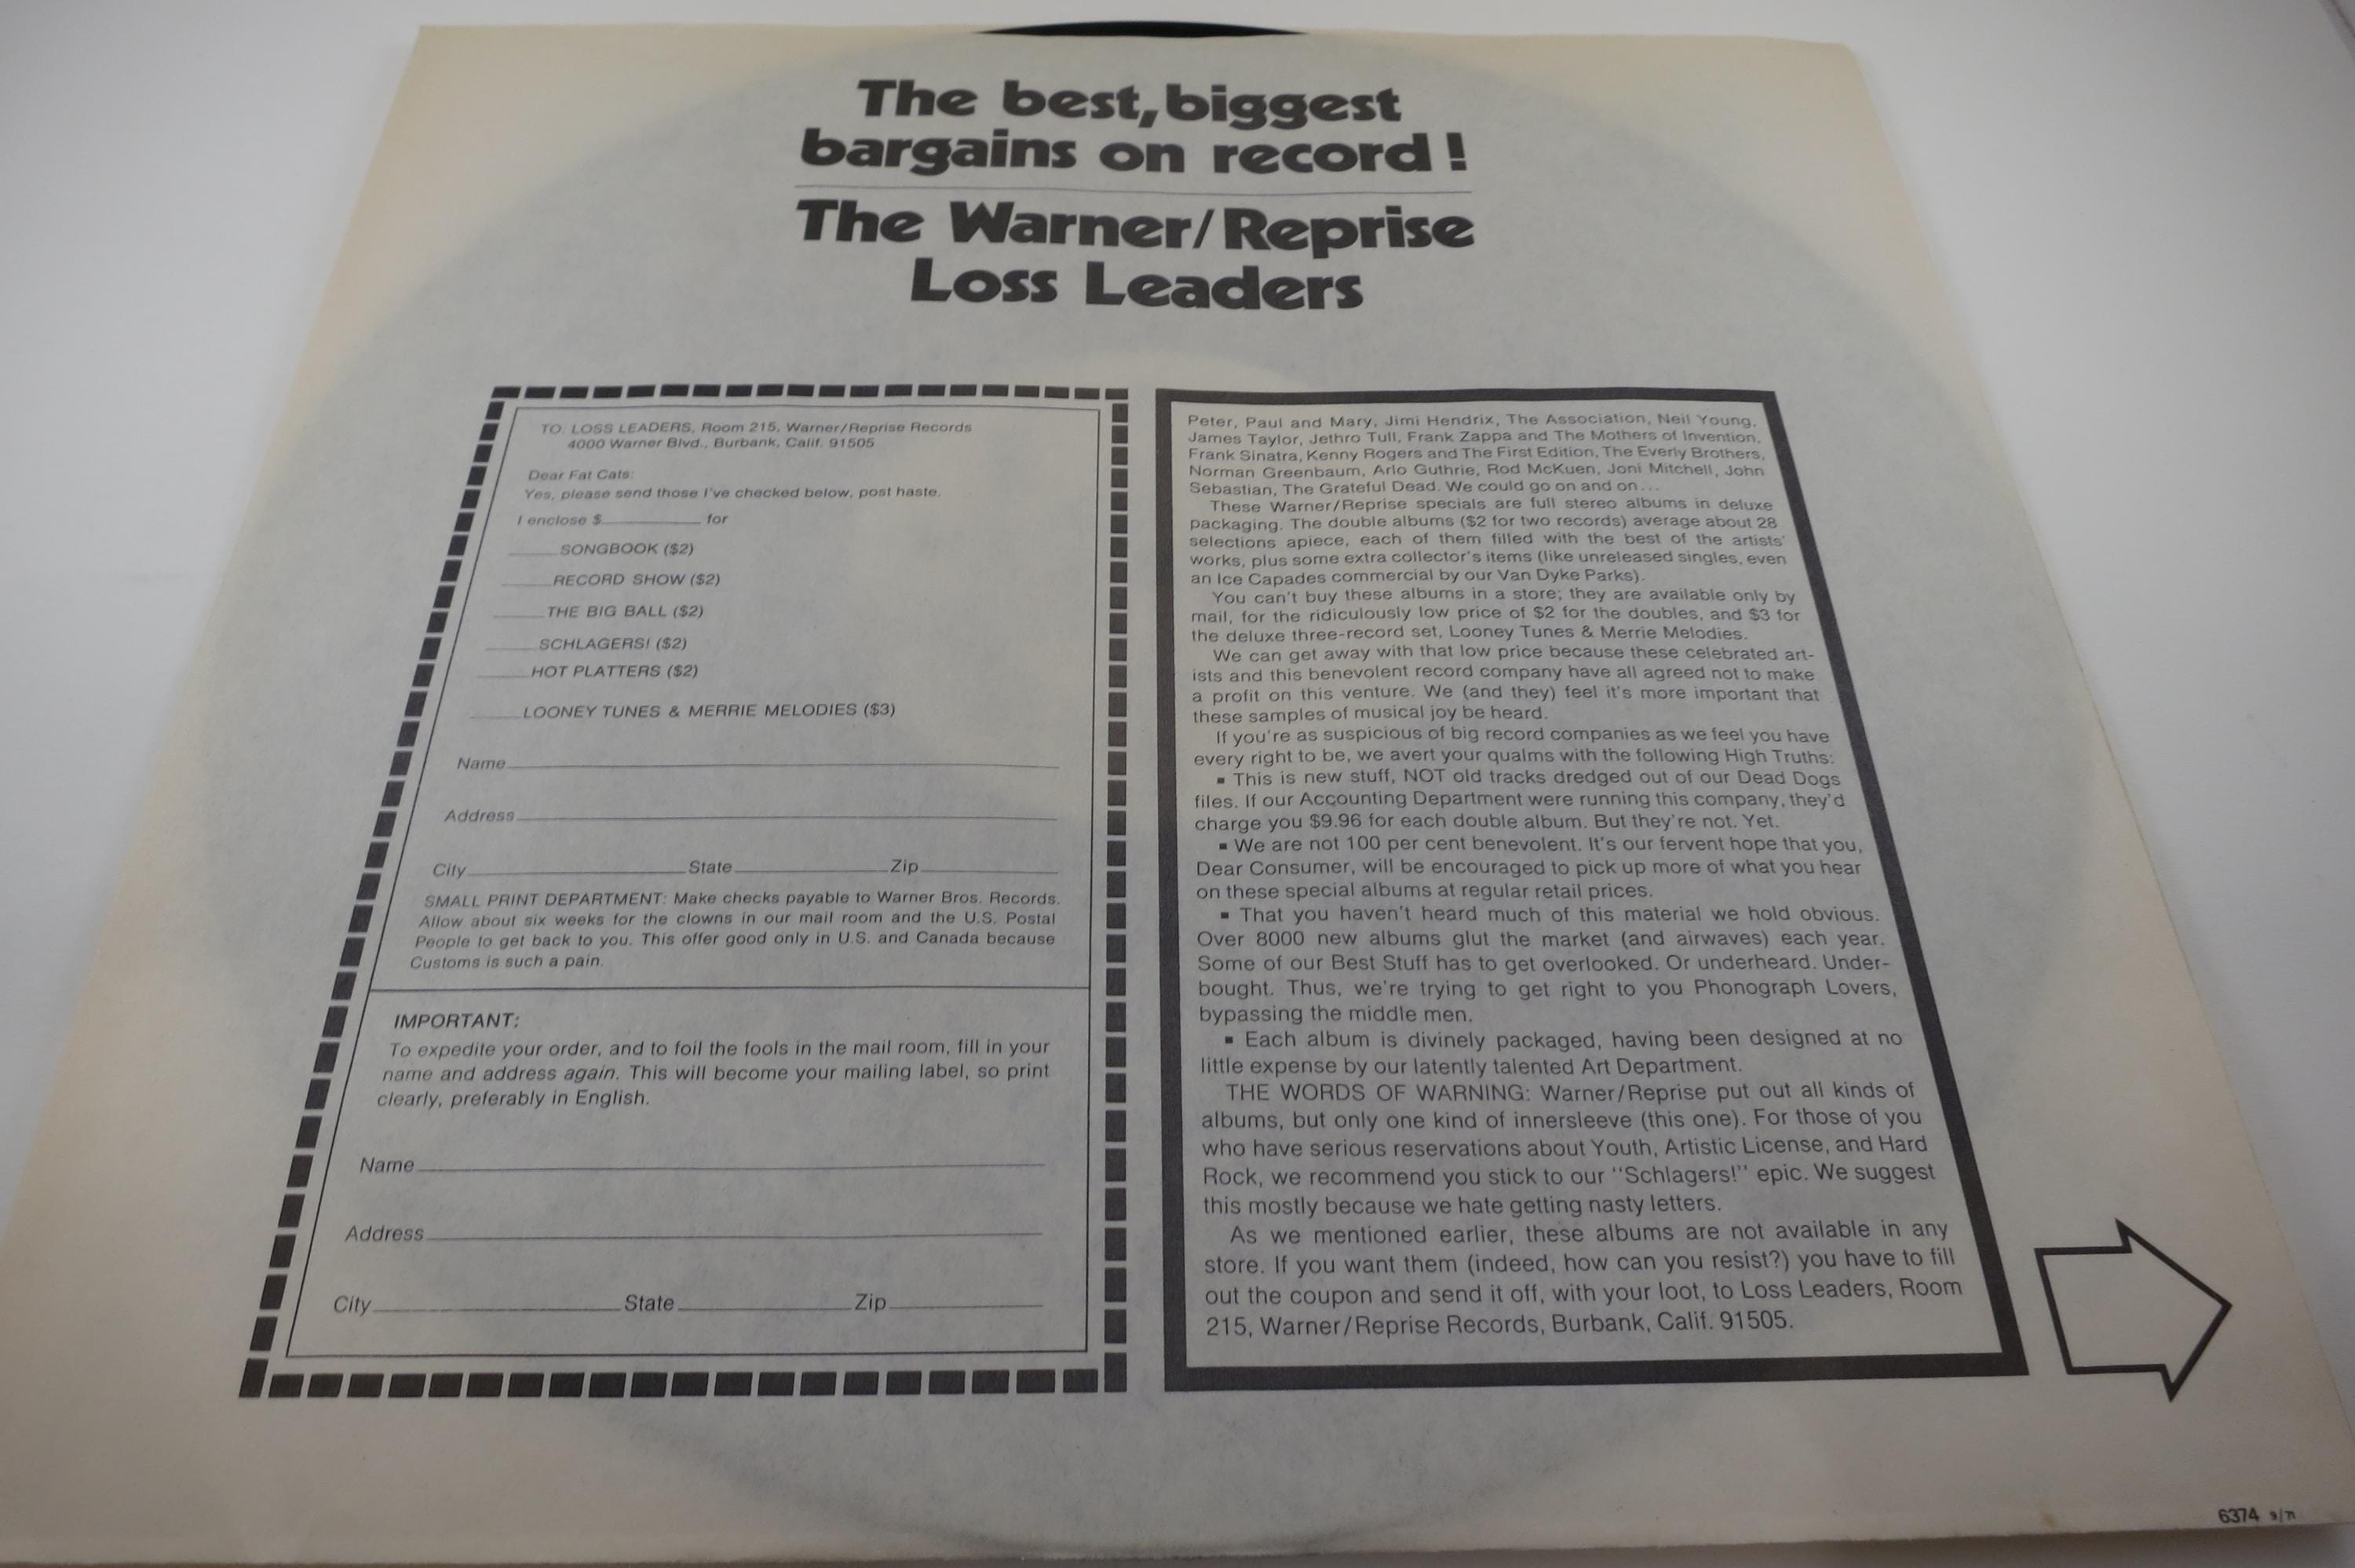 The best, biggest
bargains on record!
The Warner/Reprise
Loss Leaders
TO: LOSS LEADERS, Room 215, Warner/Reprise Records
4000 Warner Blvd., Burbank, Calif. 91505
Dear Fat Cats:
Yes, please send those I've checked below, post haste.
I enclose $ for
SONGBOOK ($2)
RECORD SHOW ($2)
THE BIG BALL ($2)
SCHLAGERS! ($2)
HOT PLATTERS ($2)
LOONEY TUNES & MERRIE MELODIES ($3)
Name
Address
City State Zip
SMALL PRINT DEPARTMENT: Make checks payable to Warner Bros. Records.
Allow about six weeks for the clowns in our mail room and the U.S. Postal
People to get back to you. This offer good only in U.S. and Canada because
Customs is such a pain.
IMPORTANT:
To expedite your order, and to foil the fools in the mail room, fill in your
name and address again. This will become your mailing label, so print
clearly, preferably in English.
Name
Address
City State Zip
Peter, Paul and Mary, Jimi Hendrix, The Association, Neil Young,
James Taylor, Jethro Tull, Frank Zappa and The Mothers of Invention,
Frank Sinatra, Kenny Rogers and The First Edition, The Everly Brothers,
Norman Greenbaum, Arlo Guthrie, Rod McKuen, Joni Mitchell, John
Sebastian, The Grateful Dead. We could go on and on...
These Warner/Reprise specials are full stereo albums in deluxe
packaging. The double albums ($2 for two records) average about 28
selections apiece, each of them filled with the best of the artists'
works, plus some extra collector's items (like unreleased singles, even
an Ice Capades commercial by our Van Dyke Parks).
You can't buy these albums in a store; they are available only by
mail, for the ridiculously low price of $2 for the doubles, and $3 for
the deluxe three-record set, Looney Tunes & Merrie Melodies.
We can get away with that low price because these celebrated art-
ists and this benevolent record company have all agreed not to make
a profit on this venture. We (and they) feel it's more important that
these samples of musical joy be heard.
If you're as suspicious of big record companies as we feel you have
every right to be, we avert your qualms with the following High Truths:
▪ This is new stuff, NOT old tracks dredged out of our Dead Dogs
files. If our Accounting Department were running this company, they'd
charge you $9.96 for each double album. But they're not. Yet.
▪ We are not 100 per cent benevolent. It's our fervent hope that you,
Dear Consumer, will be encouraged to pick up more of what you hear
on these special albums at regular retail prices.
▪ That you haven't heard much of this material we hold obvious.
Over 8000 new albums glut the market (and airwaves) each year.
Some of our Best Stuff has to get overlooked. Or underheard. Under-
bought. Thus, we're trying to get right to you Phonograph Lovers,
bypassing the middle men.
▪ Each album is divinely packaged, having been designed at no
little expense by our latently talented Art Department.
THE WORDS OF WARNING: Warner/Reprise put out all kinds of
albums, but only one kind of innersleeve (this one). For those of you
who have serious reservations about Youth, Artistic License, and Hard
Rock, we recommend you stick to our "Schlagers!" epic. We suggest
this mostly because we hate getting nasty letters.
As we mentioned earlier, these albums are not available in any
store. If you want them (indeed, how can you resist?) you have to fill
out the coupon and send it off, with your loot, to Loss Leaders, Room
215, Warner/Reprise Records, Burbank, Calif. 91505.
6374 9/71